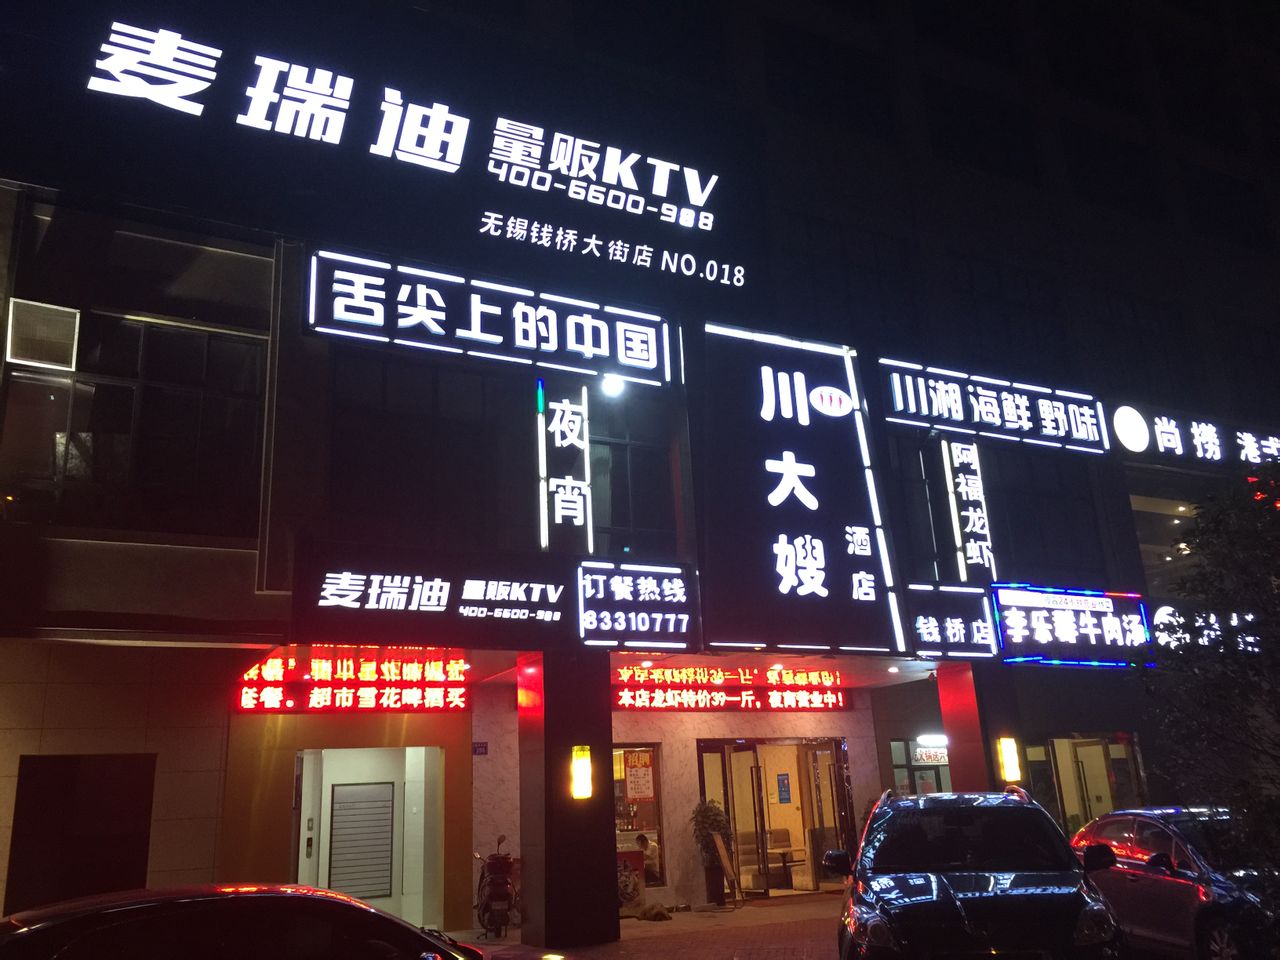 麦瑞迪 量贩KTV
400-6600-988
无锡钱桥大街店 NO.018
舌尖上的中国
夜宵
川大嫂
酒店
川湘海鲜野味
阿福龙虾
尚捞 港式
麦瑞迪 量贩KTV
400-6600-988
订餐热线
83310777
钱桥店
李乐群牛肉汤
超市雪花啤酒买
本店龙虾特价39一斤，夜宵营业中！
招聘